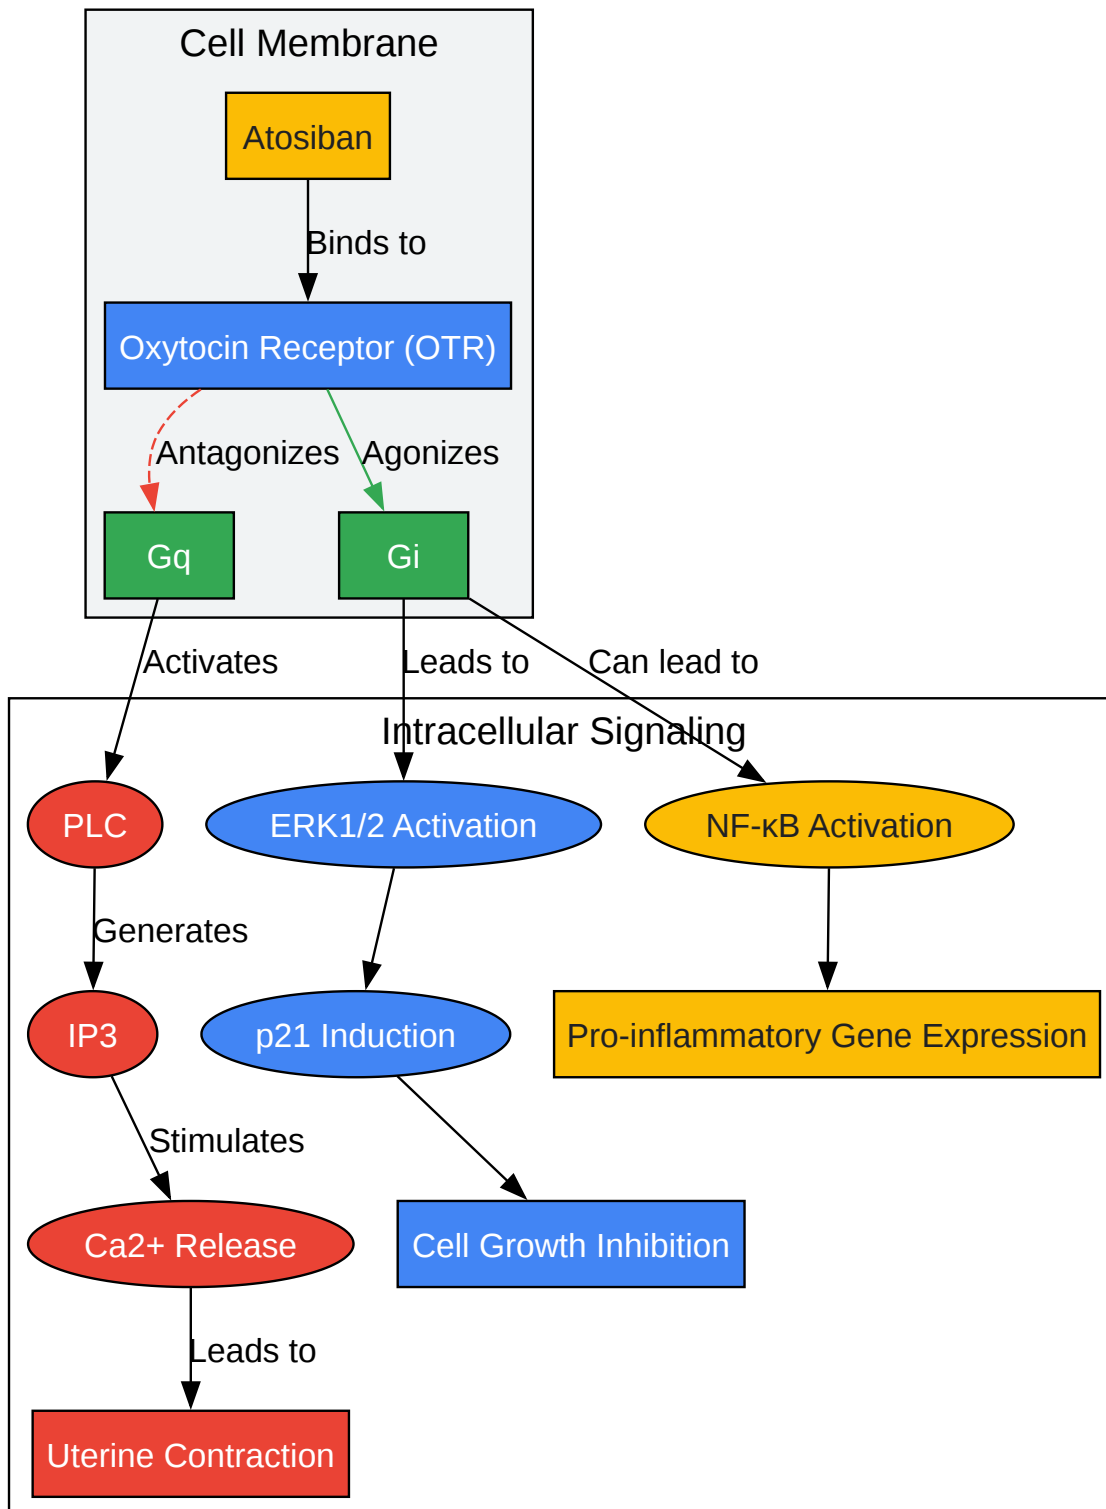 Cell Membrane
Atosiban
Binds to
Oxytocin Receptor (OTR)
Antagonizes
Agonizes
Gq
Gi
Activates
Leads to
Can lead to
Intracellular Signaling
PLC
ERK1/2 Activation
NF-κB Activation
Generates
IP3
p21 Induction
Pro-inflammatory Gene Expression
Stimulates
Ca2+ Release
Cell Growth Inhibition
Leads to
Uterine Contraction